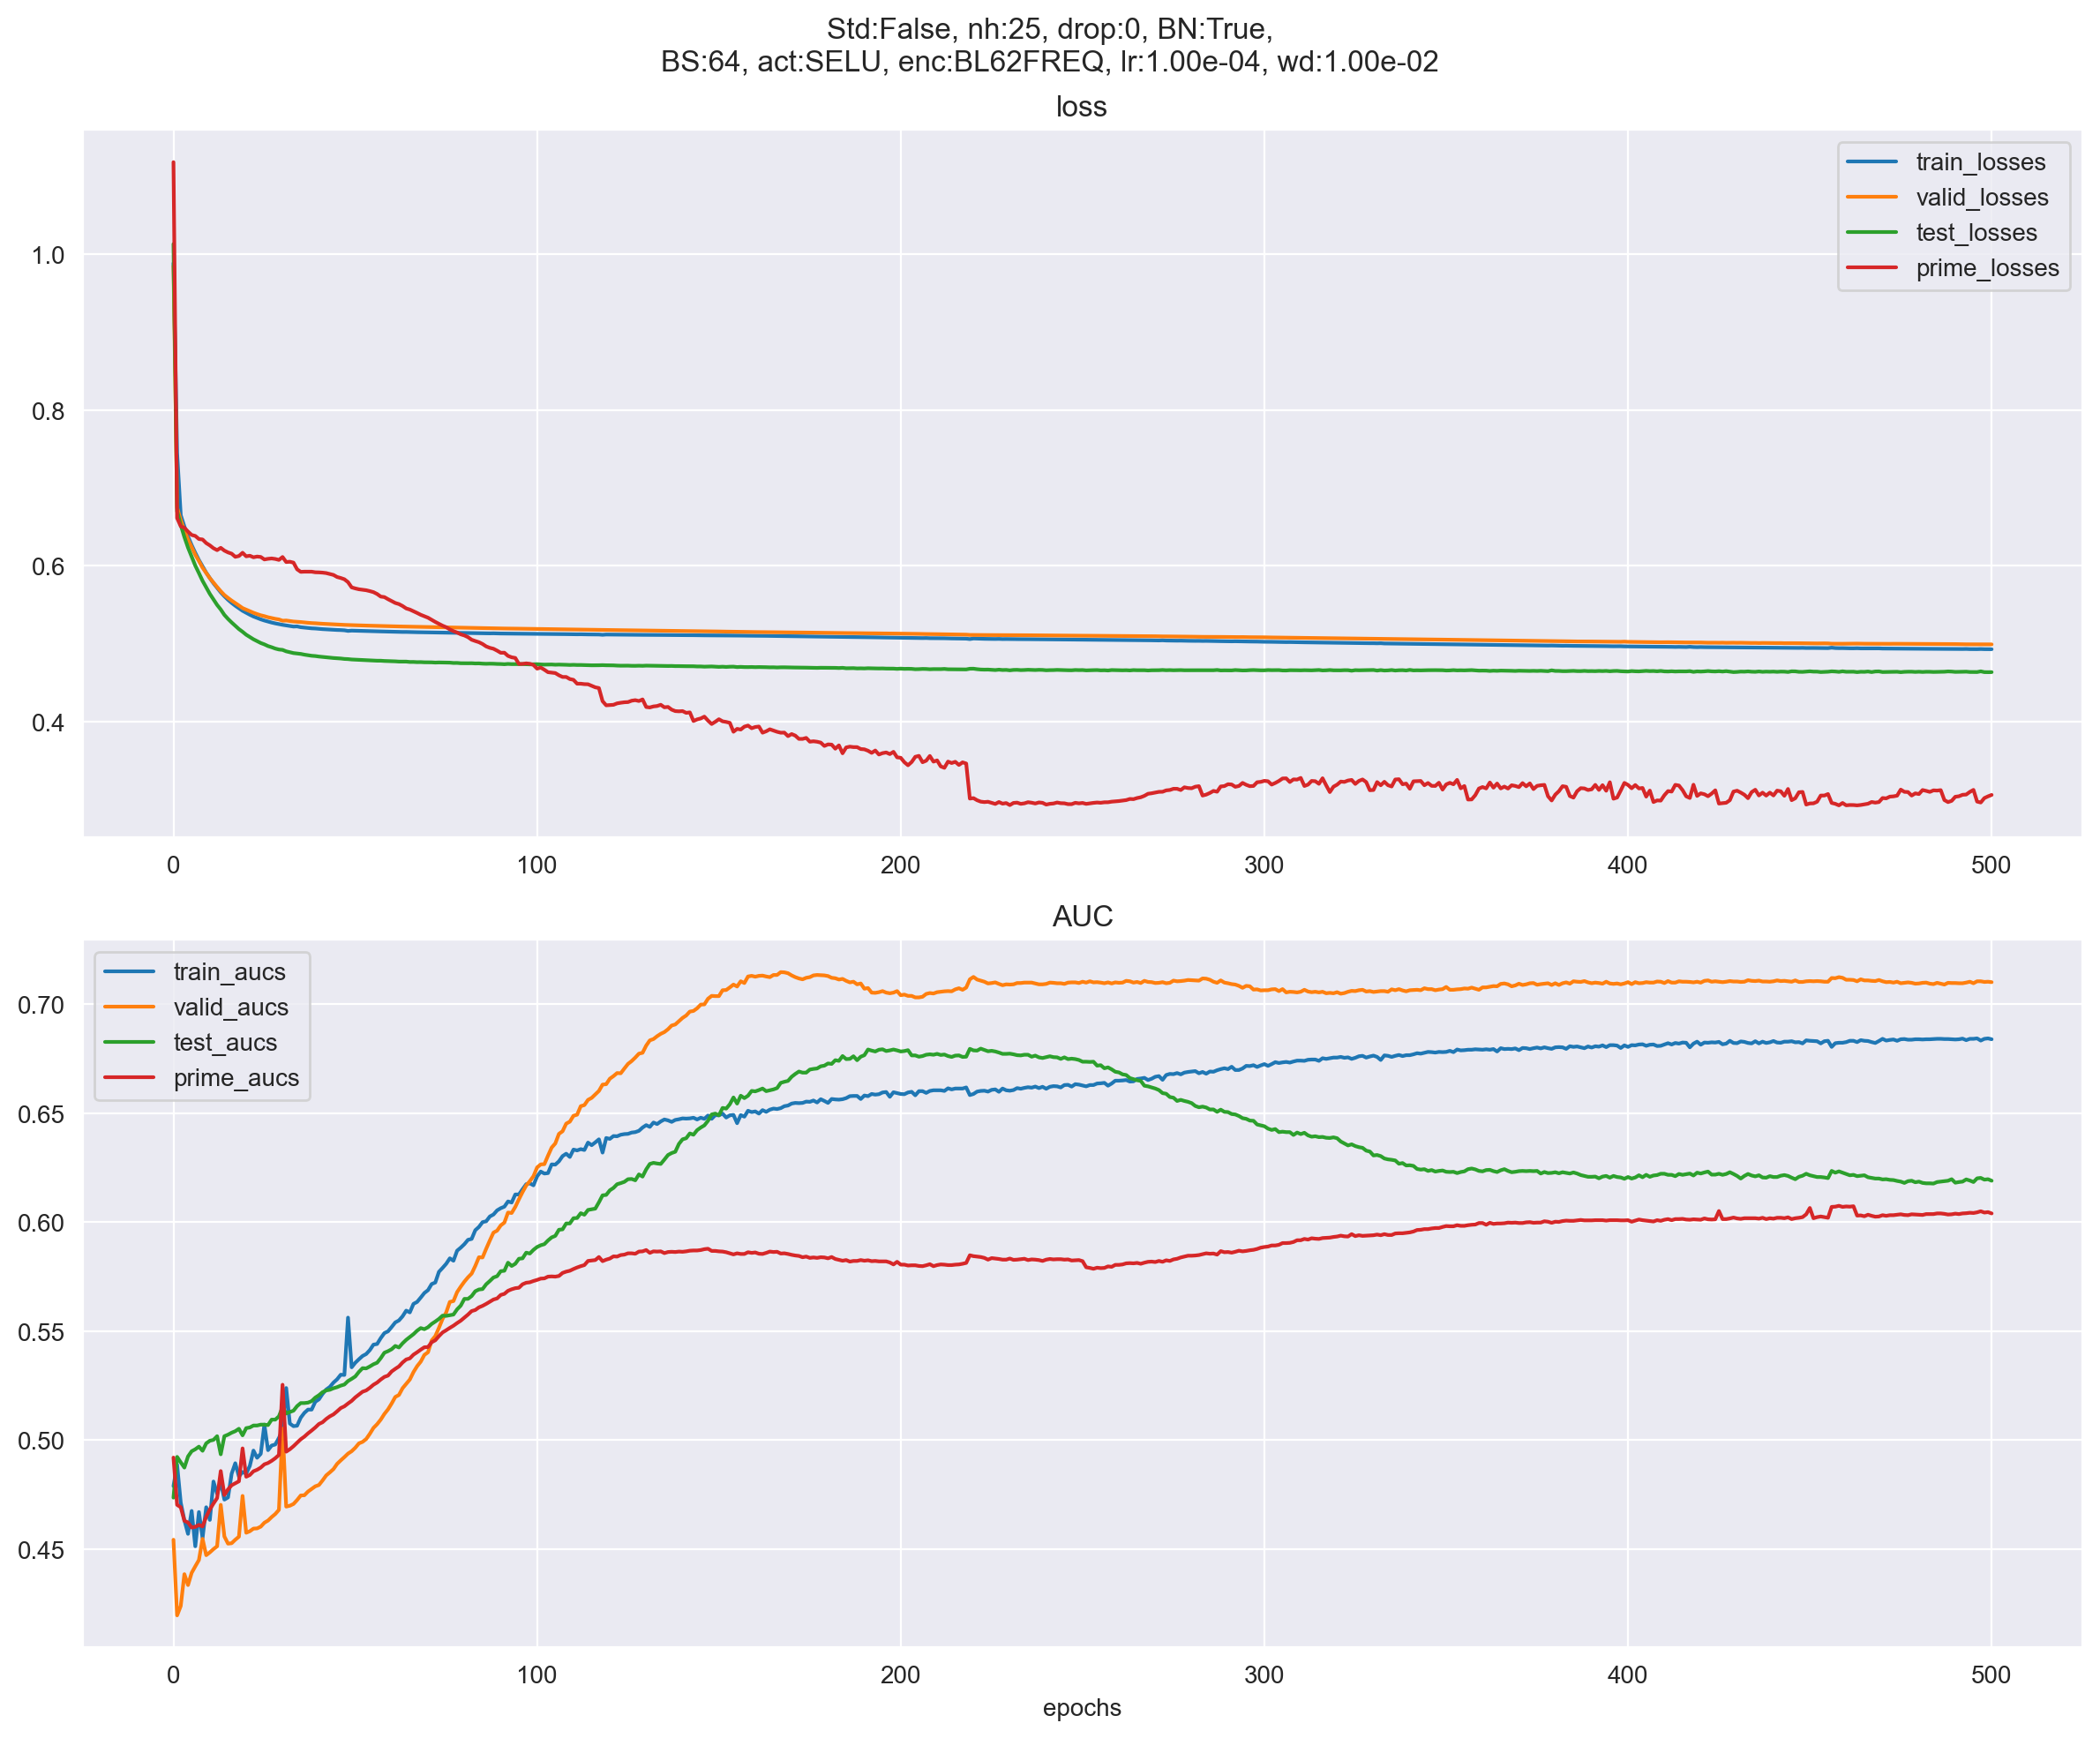 Std:False, nh:25, drop:0, BN:True,
BS:64, act:SELU, enc:BL62FREQ, lr:1.00e-04, wd:1.00e-02
loss
train_losses
valid_losses
test_losses
prime_losses
1.0
0.8
0.6
0.4
0 100 200 300 400 500
AUC
train_aucs
valid_aucs
test_aucs
prime_aucs
0.70
0.65
0.60
0.55
0.50
0.45
0 100 200 300 400 500
epochs